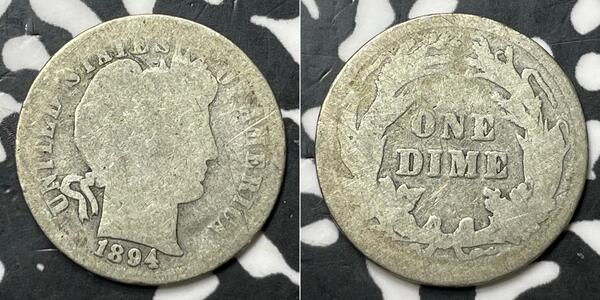 UNITED STATES OF AMERICA
1894
ONE
DIME